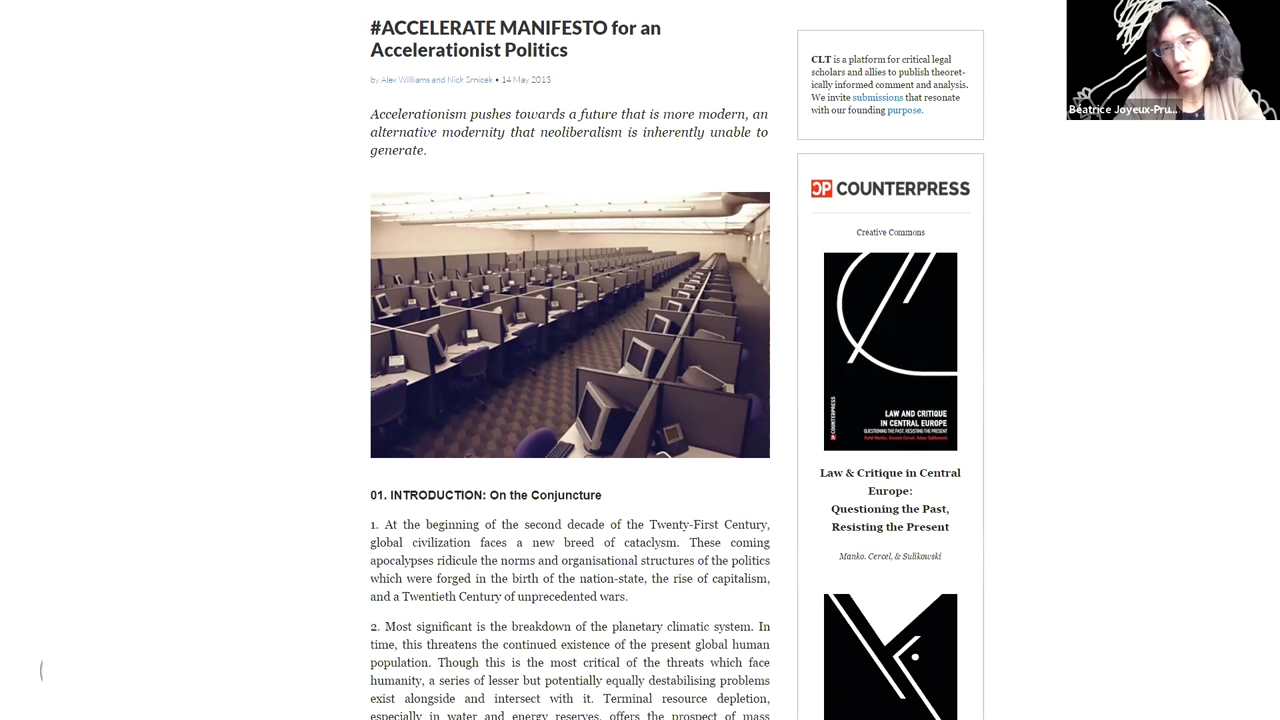 #ACCELERATE MANIFESTO for an
Accelerationist Politics
by Alex Williams and Nick Srnicek • 14 May 2013
Accelerationism pushes towards a future that is more modern, an
alternative modernity that neoliberalism is inherently unable to
generate.
01. INTRODUCTION: On the Conjuncture
1. At the beginning of the second decade of the Twenty-First Century,
global civilization faces a new breed of cataclysm. These coming
apocalypses ridicule the norms and organisational structures of the politics
which were forged in the birth of the nation-state, the rise of capitalism,
and a Twentieth Century of unprecedented wars.
2. Most significant is the breakdown of the planetary climatic system. In
time, this threatens the continued existence of the present global human
population. Though this is the most critical of the threats which face
humanity, a series of lesser but potentially equally destabilising problems
exist alongside and intersect with it. Terminal resource depletion,
especially in water and energy reserves, offers the prospect of mass
CLT is a platform for critical legal
scholars and allies to publish theoret-
ically informed comment and analysis.
We invite submissions that resonate
with our founding purpose.
CP COUNTERPRESS
Creative Commons
COUNTERPRESS
LAW AND CRITIQUE
IN CENTRAL EUROPE
QUESTIONING THE PAST, RESISTING THE PRESENT
Law & Critique in Central
Europe:
Questioning the Past,
Resisting the Present
Manko, Cercel, & Sulikowski
Béatrice Joyeux-Pru...